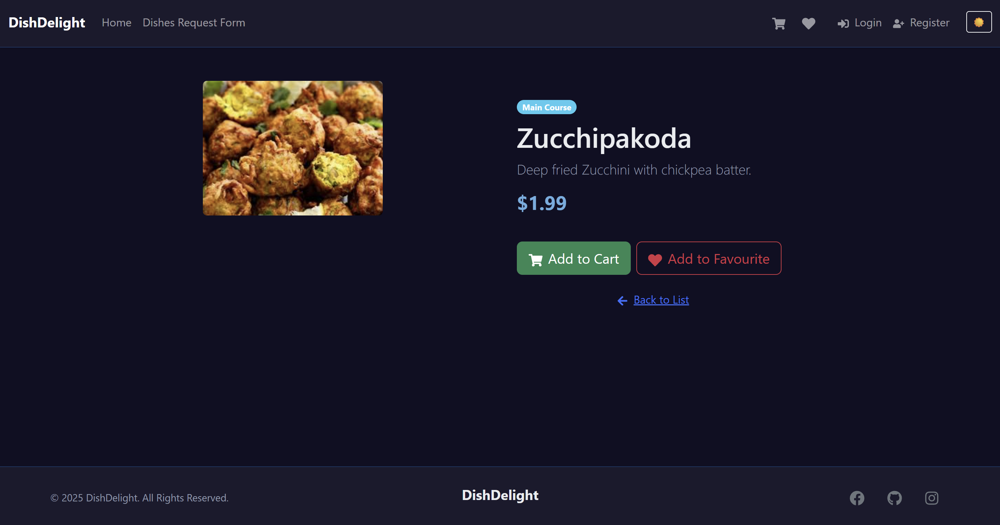 DishDelight Home Dishes Request Form Login Register
Main Course
Zucchipakoda
Deep fried Zucchini with chickpea batter.
$1.99
Add to Cart Add to Favourite
Back to List
© 2025 DishDelight. All Rights Reserved. DishDelight